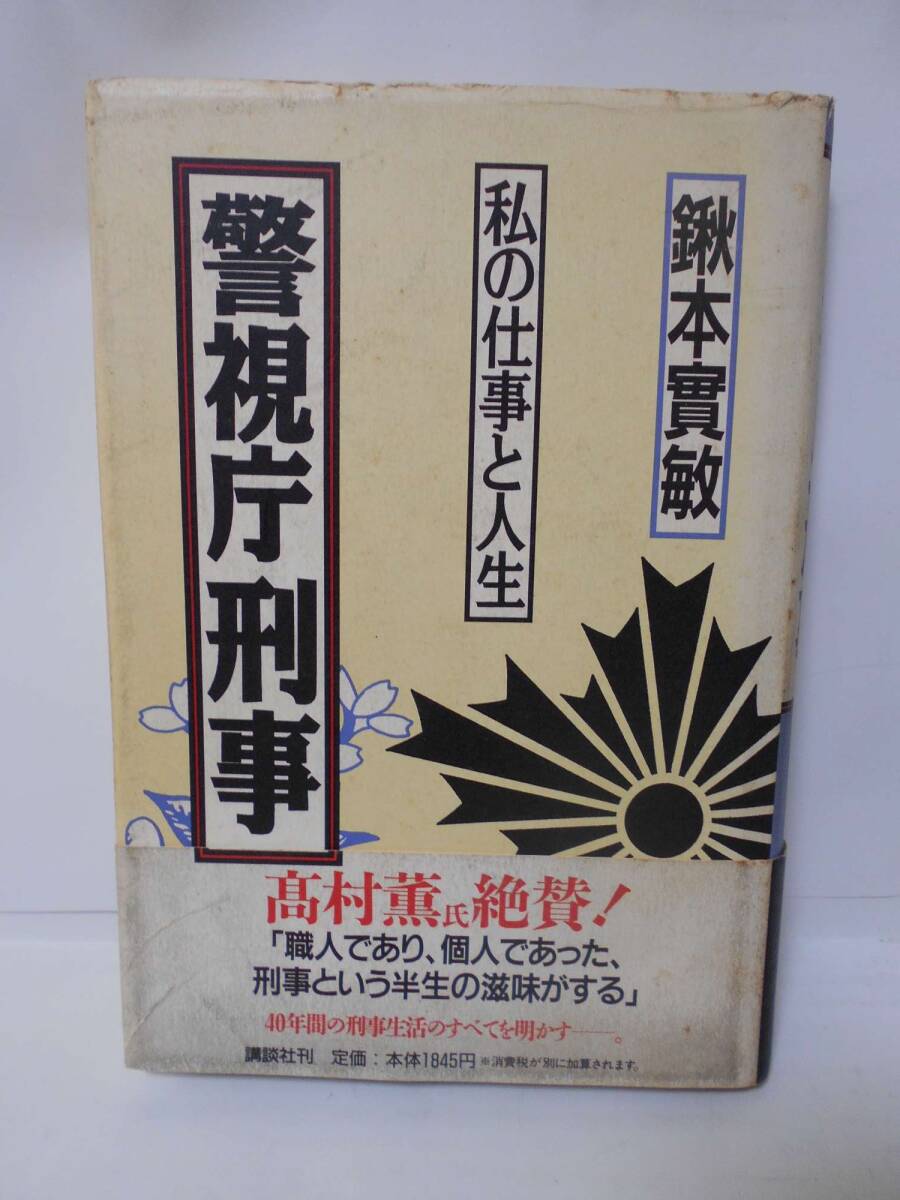 鍬本實敏
私の仕事と人生
警視庁刑事
髙村薫氏絶賛!
「職人であり、個人であった、
刑事という半生の滋味がする」
40年間の刑事生活のすべてを明かす——。
講談社刊 定価:本体1845円 ※消費税が別に加算されます。